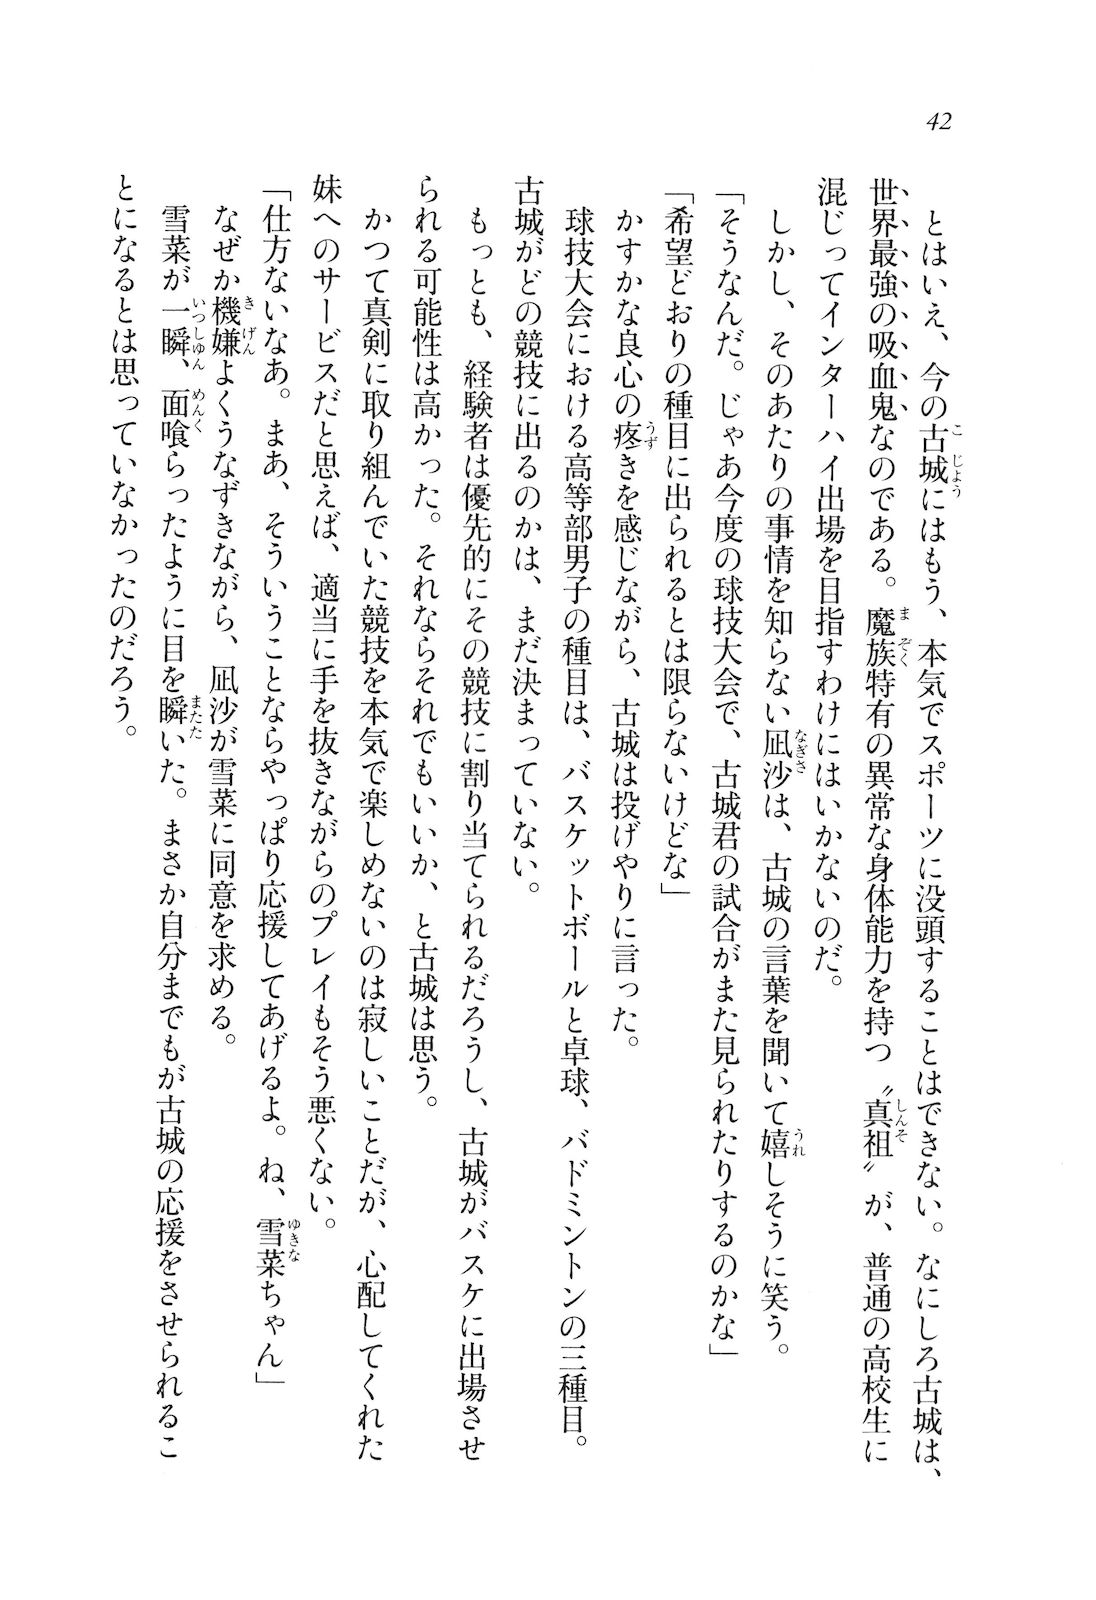 42
とはいえ、今の古城にはもう、本気でスポーツに没頭することはできない。なにしろ古城は、
世界最強の吸血鬼なのである。魔族特有の異常な身体能力を持つ〝真祖〟が、普通の高校生に
混じってインターハイ出場を目指すわけにはいかないのだ。
しかし、そのあたりの事情を知らない凪沙は、古城の言葉を聞いて嬉しそうに笑う。
「そうなんだ。じゃあ今度の球技大会で、古城君の試合がまた見られたりするのかな」
「希望どおりの種目に出られるとは限らないけどな」
かすかな良心の疼きを感じながら、古城は投げやりに言った。
球技大会における高等部男子の種目は、バスケットボールと卓球、バドミントンの三種目。
古城がどの競技に出るのかは、まだ決まっていない。
もっとも、経験者は優先的にその競技に割り当てられるだろうし、古城がバスケに出場させ
られる可能性は高かった。それならそれでもいいか、と古城は思う。
かつて真剣に取り組んでいた競技を本気で楽しめないのは寂しいことだが、心配してくれた
妹へのサービスだと思えば、適当に手を抜きながらのプレイもそう悪くない。
「仕方ないなあ。まあ、そういうことならやっぱり応援してあげるよ。ね、雪菜ちゃん」
なぜか機嫌よくうなずきながら、凪沙が雪菜に同意を求める。
雪菜が一瞬、面喰らったように目を瞬いた。まさか自分までもが古城の応援をさせられるこ
とになるとは思っていなかったのだろう。